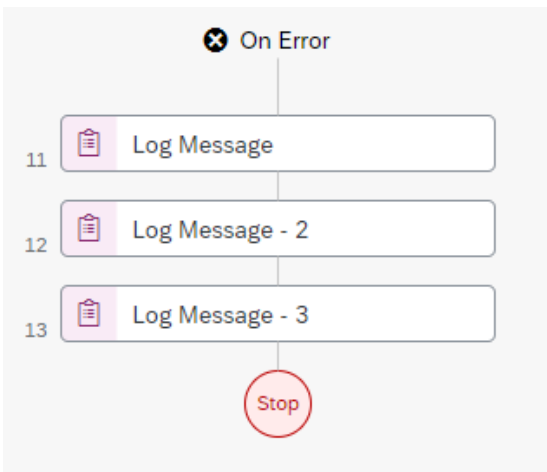 On Error
11 Log Message
12 Log Message - 2
13 Log Message - 3
Stop